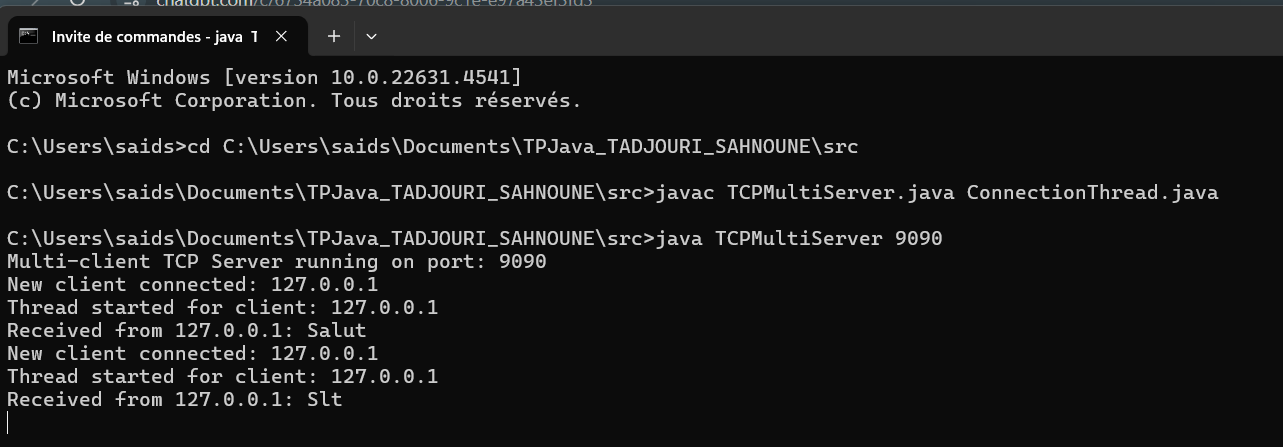 Invite de commandes - java T
Microsoft Windows [version 10.0.22631.4541]
(c) Microsoft Corporation. Tous droits réservés.
C:\Users\saids>cd C:\Users\saids\Documents\TPJava_TADJOURI_SAHNOUNE\src
C:\Users\saids\Documents\TPJava_TADJOURI_SAHNOUNE\src>javac TCPMultiServer.java ConnectionThread.java
C:\Users\saids\Documents\TPJava_TADJOURI_SAHNOUNE\src>java TCPMultiServer 9090
Multi-client TCP Server running on port: 9090
New client connected: 127.0.0.1
Thread started for client: 127.0.0.1
Received from 127.0.0.1: Salut
New client connected: 127.0.0.1
Thread started for client: 127.0.0.1
Received from 127.0.0.1: Slt